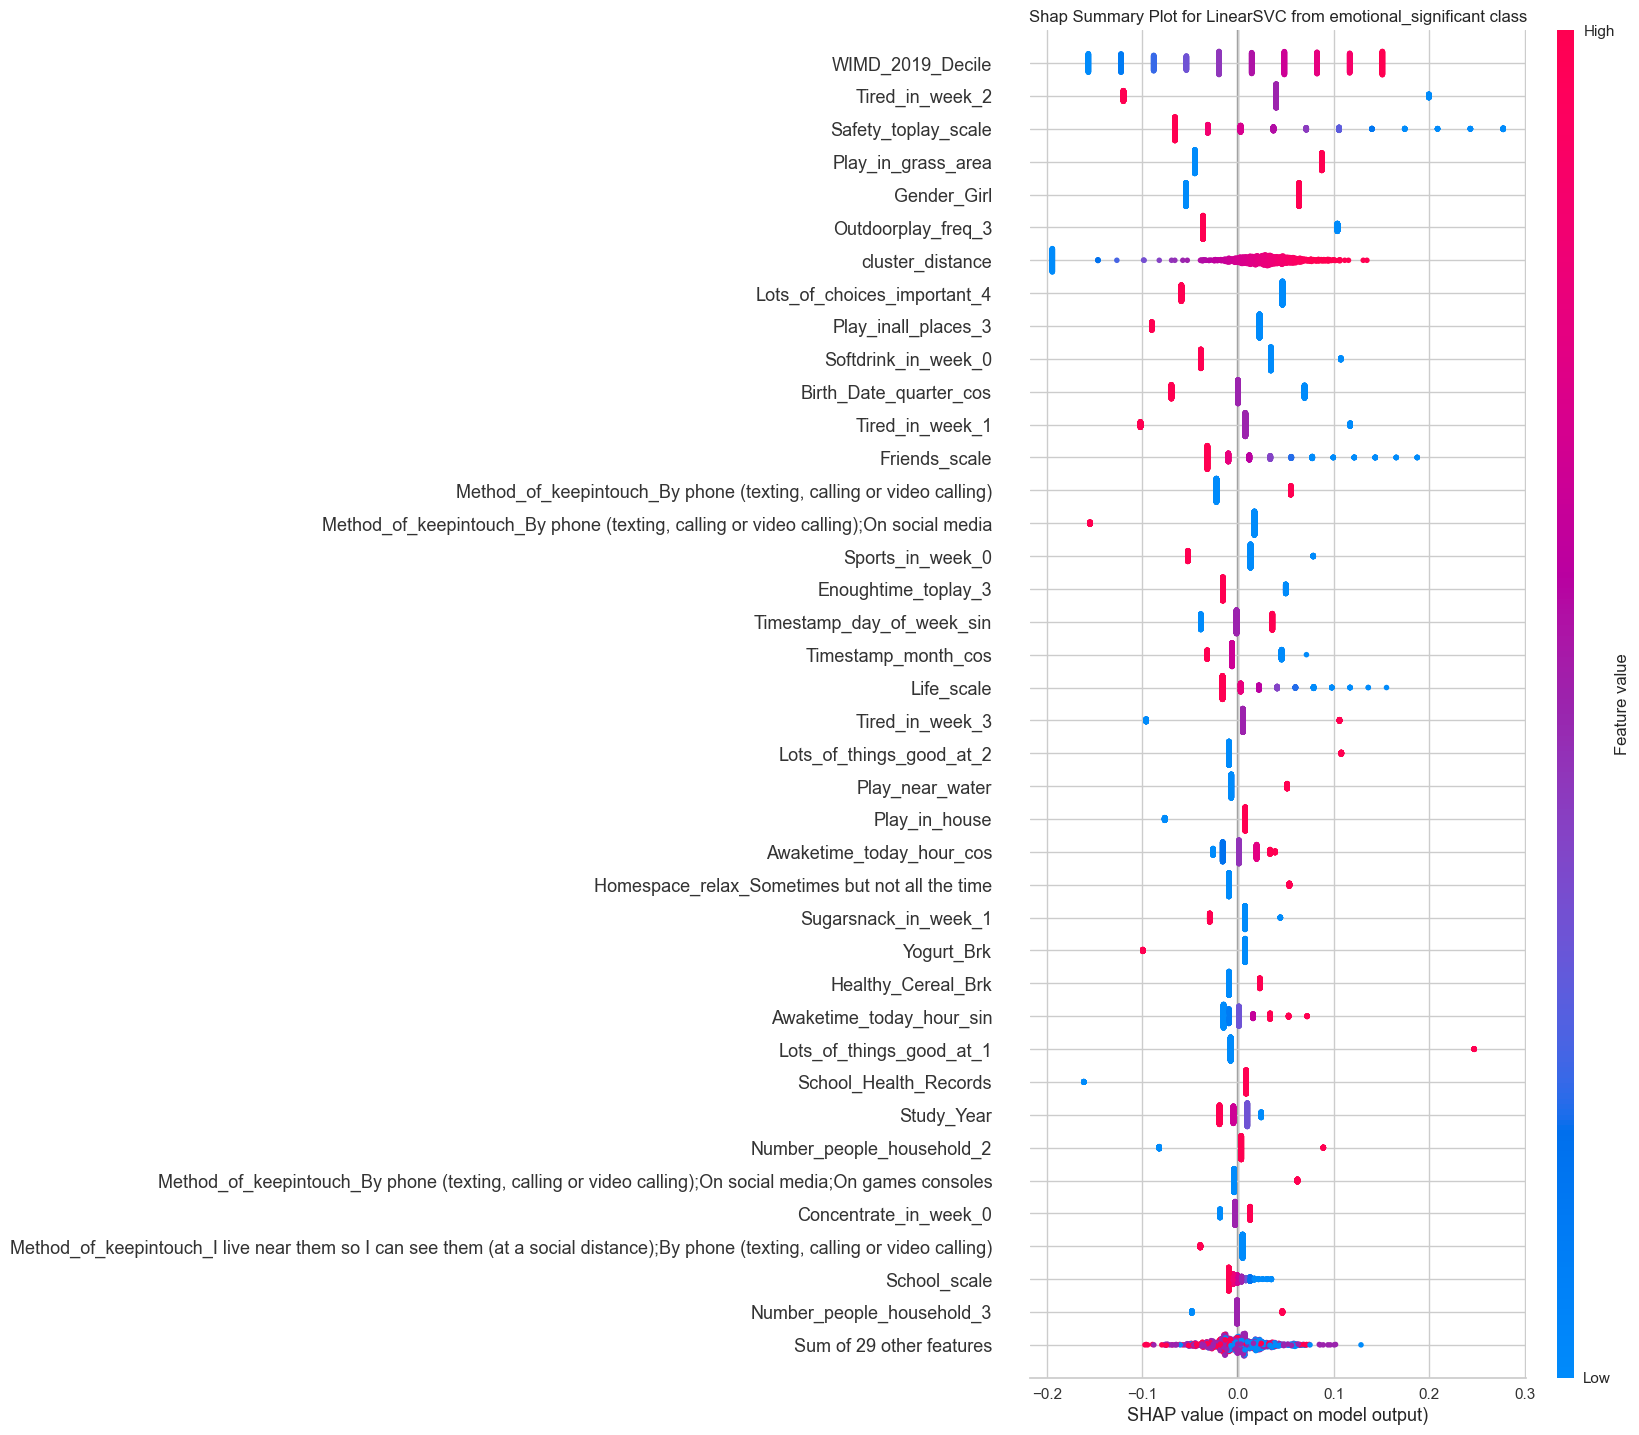 Shap Summary Plot for LinearSVC from emotional_significant class
High
WIMD_2019_Decile
Tired_in_week_2
Safety_toplay_scale
Play_in_grass_area
Gender_Girl
Outdoorplay_freq_3
cluster_distance
Lots_of_choices_important_4
Play_inall_places_3
Softdrink_in_week_0
Birth_Date_quarter_cos
Tired_in_week_1
Friends_scale
Method_of_keepintouch_By phone (texting, calling or video calling)
Method_of_keepintouch_By phone (texting, calling or video calling);On social media
Sports_in_week_0
Enoughtime_toplay_3
Timestamp_day_of_week_sin
Timestamp_month_cos
Life_scale
Tired_in_week_3
Lots_of_things_good_at_2
Play_near_water
Play_in_house
Awaketime_today_hour_cos
Homespace_relax_Sometimes but not all the time
Sugarsnack_in_week_1
Yogurt_Brk
Healthy_Cereal_Brk
Awaketime_today_hour_sin
Lots_of_things_good_at_1
School_Health_Records
Study_Year
Number_people_household_2
Method_of_keepintouch_By phone (texting, calling or video calling);On social media;On games consoles
Concentrate_in_week_0
Method_of_keepintouch_I live near them so I can see them (at a social distance);By phone (texting, calling or video calling)
School_scale
Number_people_household_3
Sum of 29 other features
Feature value
Low
−0.2 −0.1 0.0 0.1 0.2 0.3
SHAP value (impact on model output)